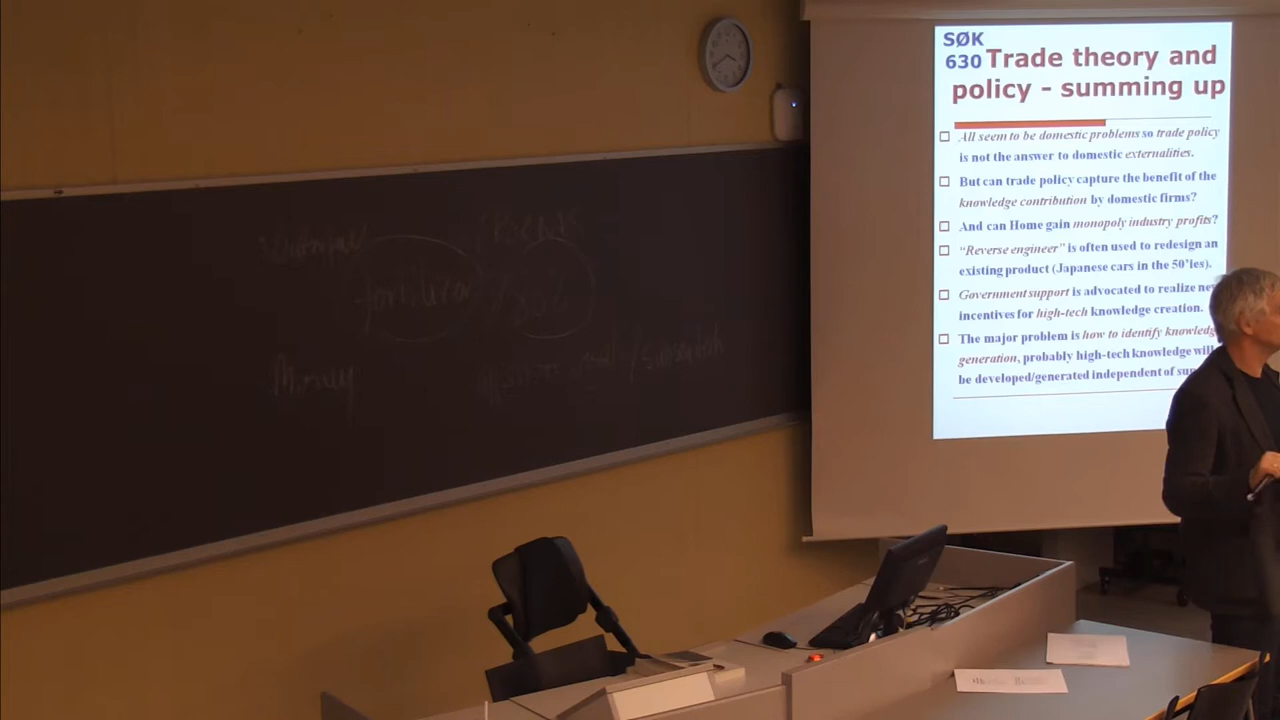 SØK
630 Trade theory and
policy - summing up
All seem to be domestic problems so trade policy
is not the answer to domestic externalities.
But can trade policy capture the benefit of the
knowledge contribution by domestic firms?
And can Home gain monopoly industry profits?
“Reverse engineer” is often used to redesign an
existing product (Japanese cars in the 50’ies).
Government support is advocated to realize
incentives for high-tech knowledge creation.
The major problem is how to identify
generation, probably high-tech knowledge will
be developed/generated independent of
Money